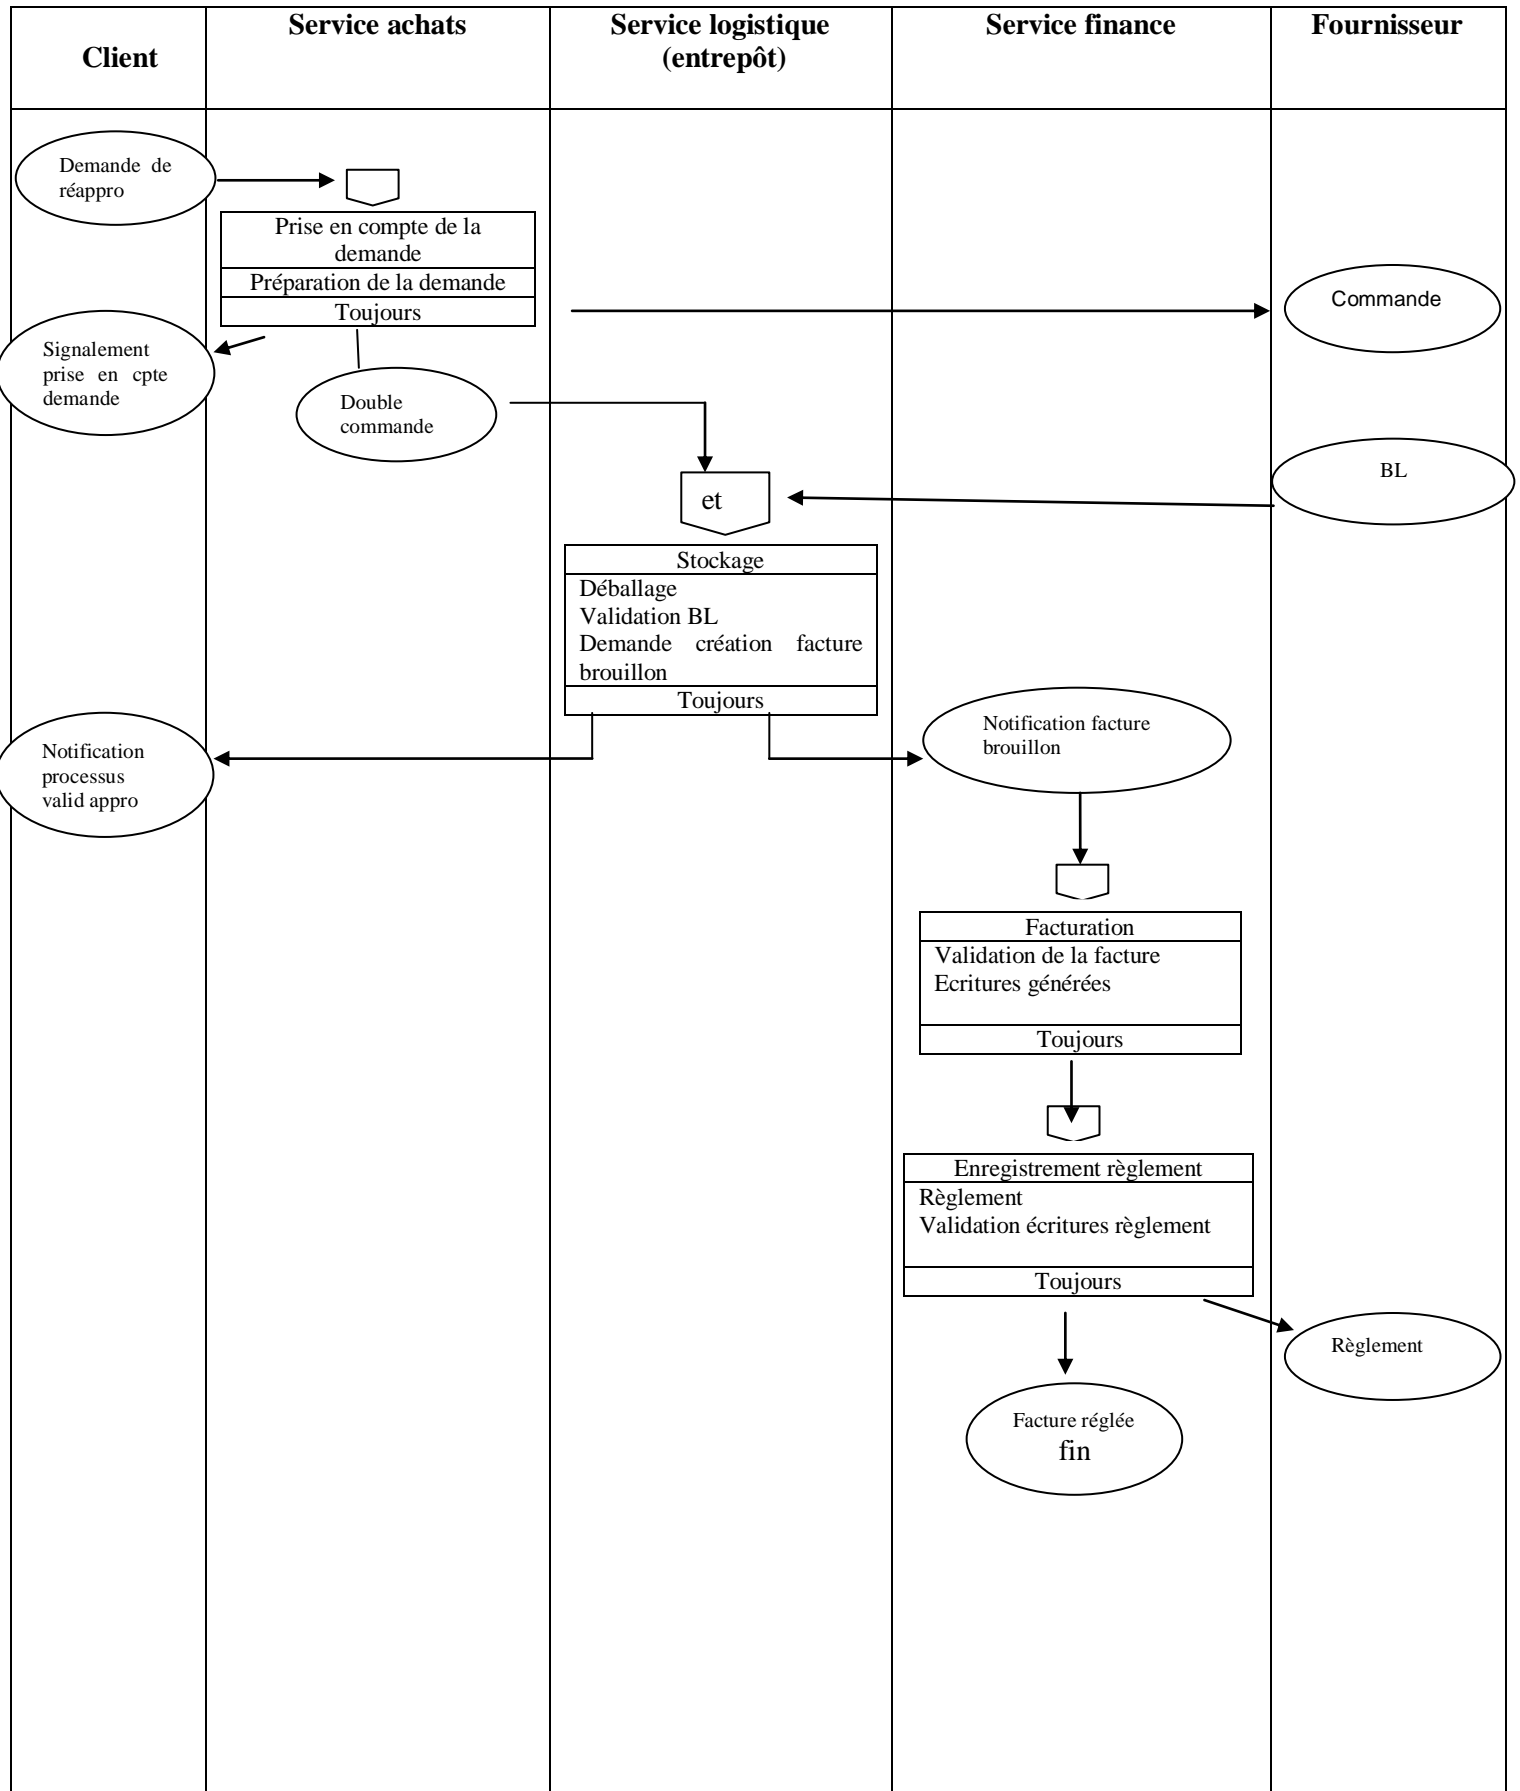 Client
Service achats
Service logistique
(entrepôt)
Service finance
Fournisseur
Demande de
réappro
Prise en compte de la
demande
Préparation de la demande
Toujours
Commande
Signalement
prise en cpte
demande
Double
commande
BL
et
Stockage
Déballage
Validation BL
Demande création facture
brouillon
Toujours
Notification facture
brouillon
Notification
processus
valid appro
Facturation
Validation de la facture
Ecritures générées
Toujours
Enregistrement règlement
Règlement
Validation écritures règlement
Toujours
Règlement
Facture réglée
fin